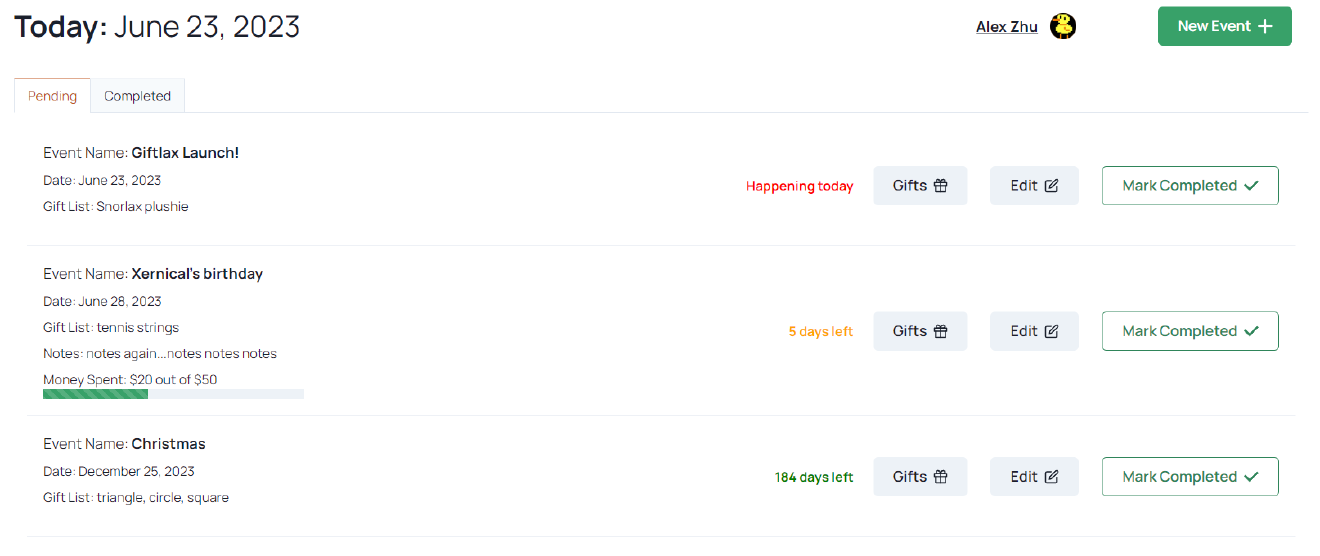 Today: June 23, 2023
Alex Zhu
New Event +
Pending
Completed
Event Name: Giftlax Launch!
Date: June 23, 2023
Gift List: Snorlax plushie
Happening today
Gifts
Edit
Mark Completed
Event Name: Xernical's birthday
Date: June 28, 2023
Gift List: tennis strings
Notes: notes again...notes notes notes
Money Spent: $20 out of $50
5 days left
Gifts
Edit
Mark Completed
Event Name: Christmas
Date: December 25, 2023
Gift List: triangle, circle, square
184 days left
Gifts
Edit
Mark Completed